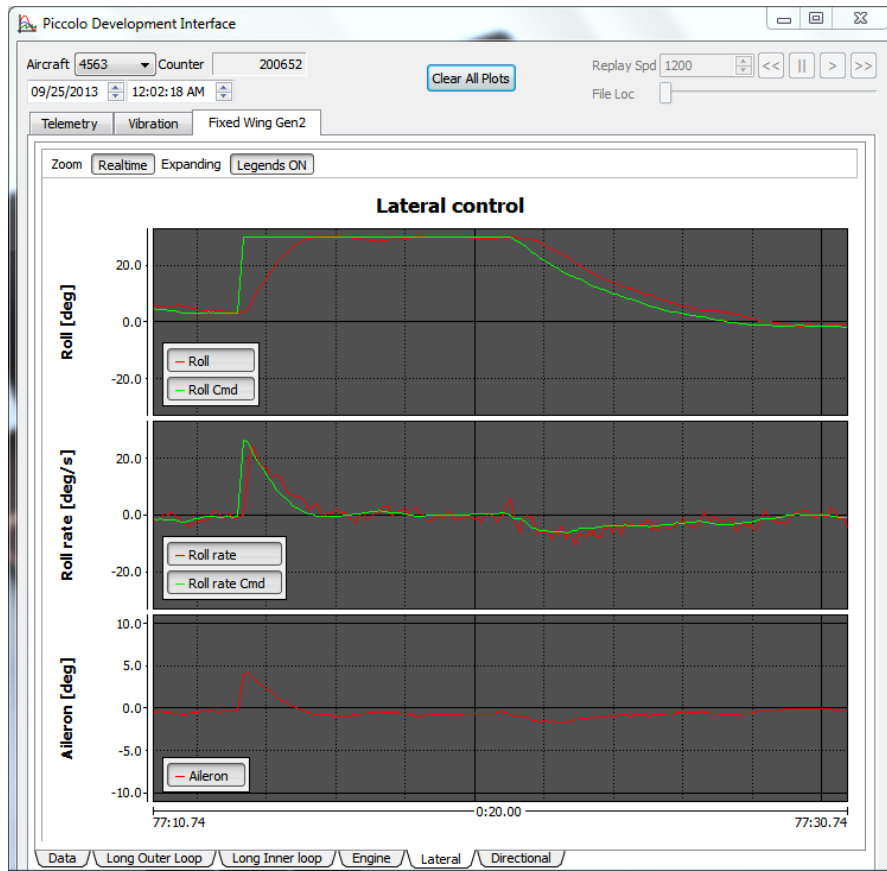 Piccolo Development Interface
Aircraft 4563 Counter 200652
Clear All Plots
Replay Spd 1200 << || > >>
09/25/2013 12:02:18 AM
File Loc
Telemetry Vibration Fixed Wing Gen2
Zoom Realtime Expanding Legends ON
Lateral control
Roll [deg]
20.0
0.0
-20.0
Roll
Roll Cmd
Roll rate [deg/s]
20.0
0.0
-20.0
Roll rate
Roll rate Cmd
Aileron [deg]
10.0
5.0
0.0
-5.0
-10.0
Aileron
0:20.00
77:10.74 77:30.74
Data Long Outer Loop Long Inner loop Engine Lateral Directional